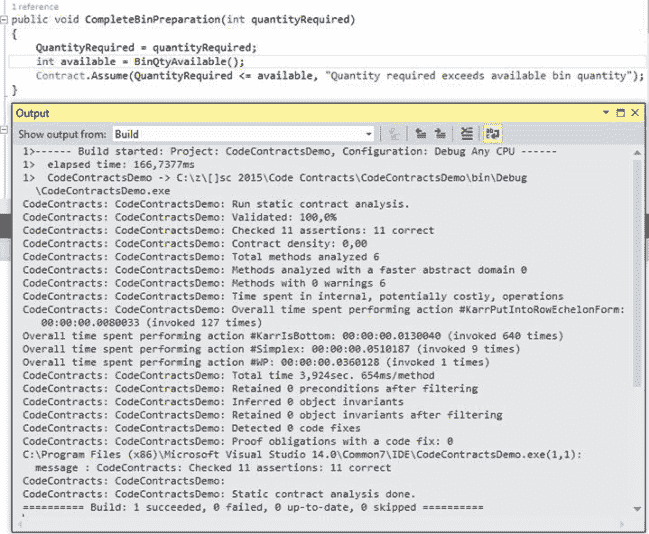 1 reference
public void CompleteBinPreparation(int quantityRequired)
{
QuantityRequired = quantityRequired;
int available = BinQtyAvailable();
Contract.Assume(QuantityRequired <= available, "Quantity required exceeds available bin quantity");
}
Output
Show output from: Build
1>------ Build started: Project: CodeContractsDemo, Configuration: Debug Any CPU ------
1>  elapsed time: 166,7377ms
1>  CodeContractsDemo -> C:\z\[]sc 2015\Code Contracts\CodeContractsDemo\bin\Debug
\CodeContractsDemo.exe
CodeContracts: CodeContractsDemo: Run static contract analysis.
CodeContracts: CodeContractsDemo: Validated: 100,0%
CodeContracts: CodeContractsDemo: Checked 11 assertions: 11 correct
CodeContracts: CodeContractsDemo: Contract density: 0,00
CodeContracts: CodeContractsDemo: Total methods analyzed 6
CodeContracts: CodeContractsDemo: Methods analyzed with a faster abstract domain 0
CodeContracts: CodeContractsDemo: Methods with 0 warnings 6
CodeContracts: CodeContractsDemo: Time spent in internal, potentially costly, operations
CodeContracts: CodeContractsDemo: Overall time spent performing action #KarrPutIntoRowEchelonForm:
00:00:00.0080033 (invoked 127 times)
Overall time spent performing action #KarrIsBottom: 00:00:00.0130040 (invoked 640 times)
Overall time spent performing action #Simplex: 00:00:00.0510187 (invoked 9 times)
Overall time spent performing action #WP: 00:00:00.0360128 (invoked 1 times)
CodeContracts: CodeContractsDemo: Total time 3,924sec. 654ms/method
CodeContracts: CodeContractsDemo: Retained 0 preconditions after filtering
CodeContracts: CodeContractsDemo: Inferred 0 object invariants
CodeContracts: CodeContractsDemo: Retained 0 object invariants after filtering
CodeContracts: CodeContractsDemo: Detected 0 code fixes
CodeContracts: CodeContractsDemo: Proof obligations with a code fix: 0
C:\Program Files (x86)\Microsoft Visual Studio 14.0\Common7\IDE\CodeContractsDemo.exe(1,1):
message : CodeContracts: Checked 11 assertions: 11 correct
CodeContracts: CodeContractsDemo:
CodeContracts: CodeContractsDemo: Static contract analysis done.
========== Build: 1 succeeded, 0 failed, 0 up-to-date, 0 skipped ==========